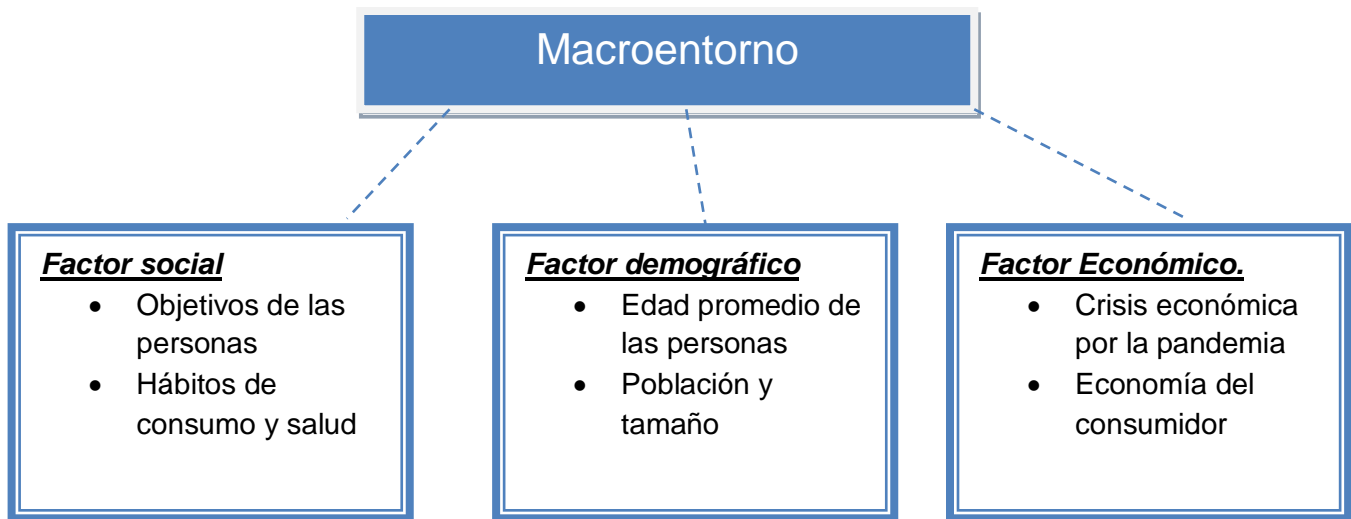 Macroentorno
Factor social
• Objetivos de las
personas
• Hábitos de
consumo y salud
Factor demográfico
• Edad promedio de
las personas
• Población y
tamaño
Factor Económico.
• Crisis económica
por la pandemia
• Economía del
consumidor